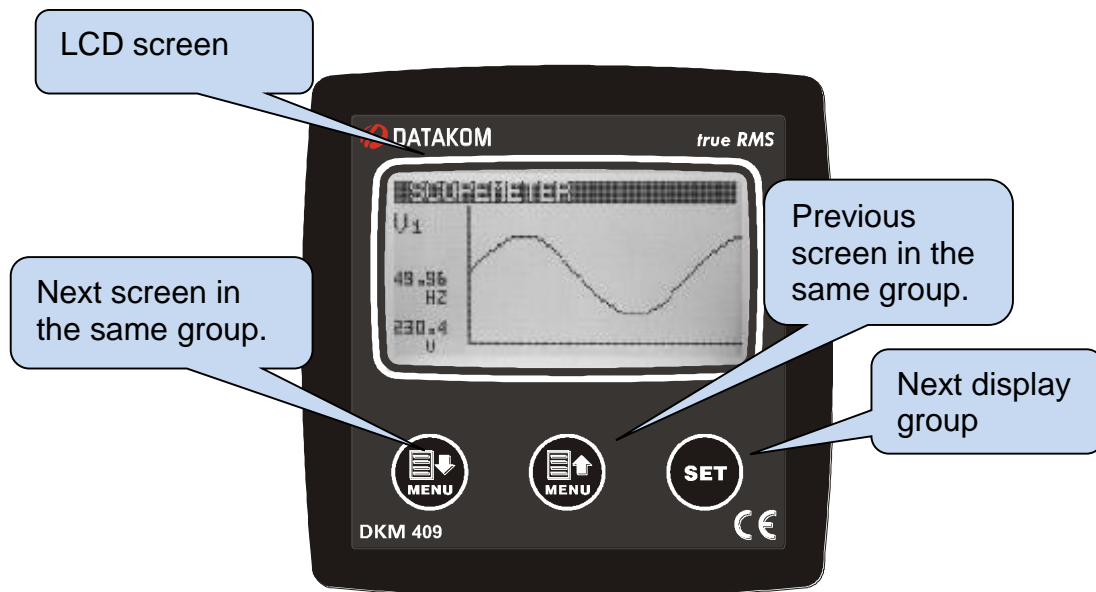 LCD screen
DATAKOM
true RMS
SCOPEMETER
V1
49.96
HZ
230.4
V
Previous
screen in the
same group.
Next screen in
the same group.
Next display
group
MENU
MENU
SET
DKM 409
CE